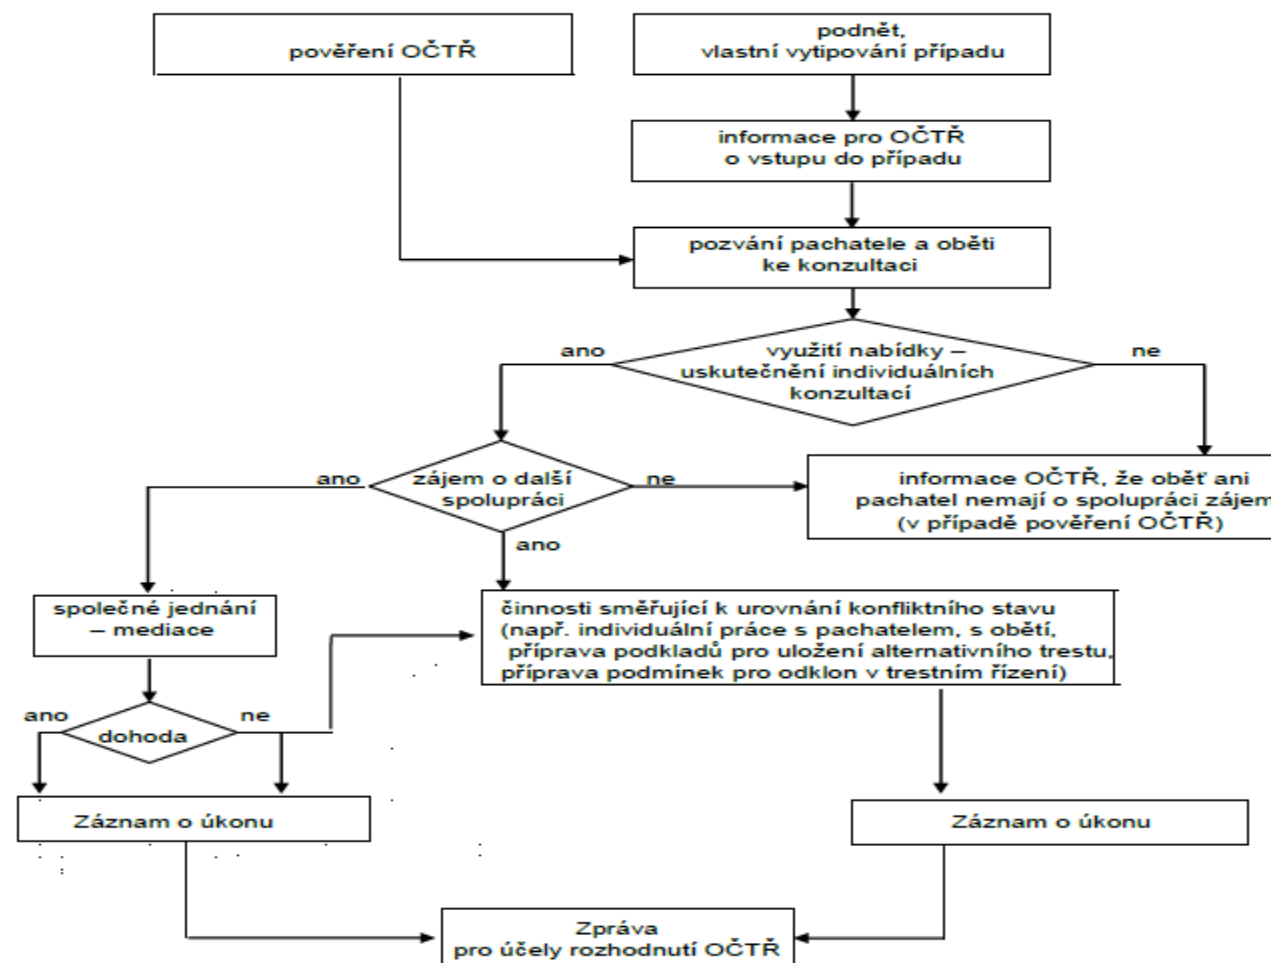 pověření OČTŘ
podnět,
vlastní vytipování případu
informace pro OČTŘ
o vstupu do případu
pozvání pachatele a oběti
ke konzultaci
ano
využití nabídky –
uskutečnění individuálních
konzultací
ne
ano
zájem o další
spolupráci
ne
informace OČTŘ, že oběť ani
pachatel nemají o spolupráci zájem
(v případě pověření OČTŘ)
ano
společné jednání
– mediace
činnosti směřující k urovnání konfliktního stavu
(např. individuální práce s pachatelem, s obětí,
příprava podkladů pro uložení alternativního trestu,
příprava podmínek pro odklon v trestním řízení)
ano
dohoda
ne
Záznam o úkonu
Záznam o úkonu
Zpráva
pro účely rozhodnutí OČTŘ